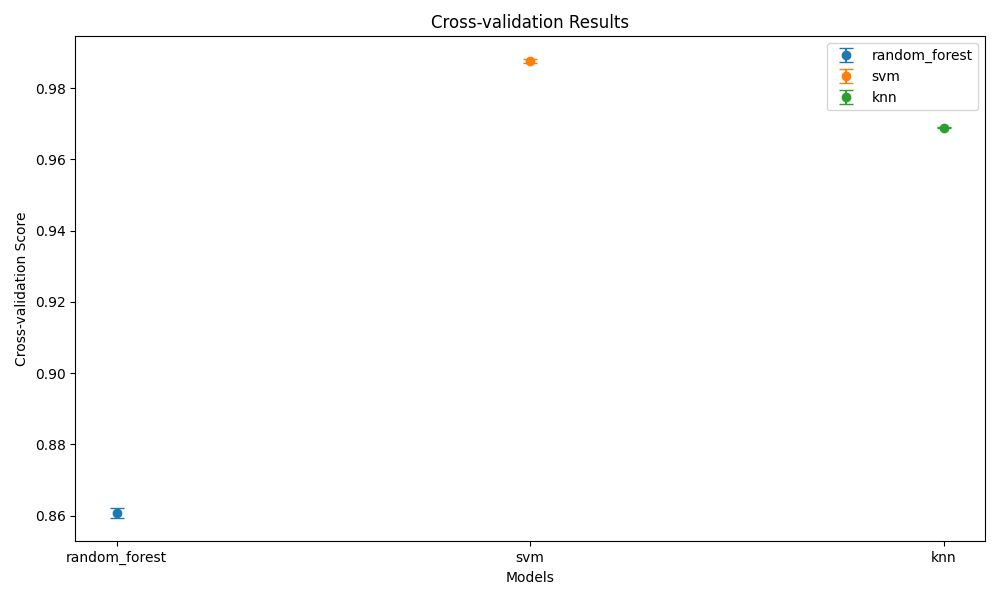 Cross-validation Results
random_forest
svm
knn
Cross-validation Score
0.98
0.96
0.94
0.92
0.90
0.88
0.86
random_forest svm knn
Models